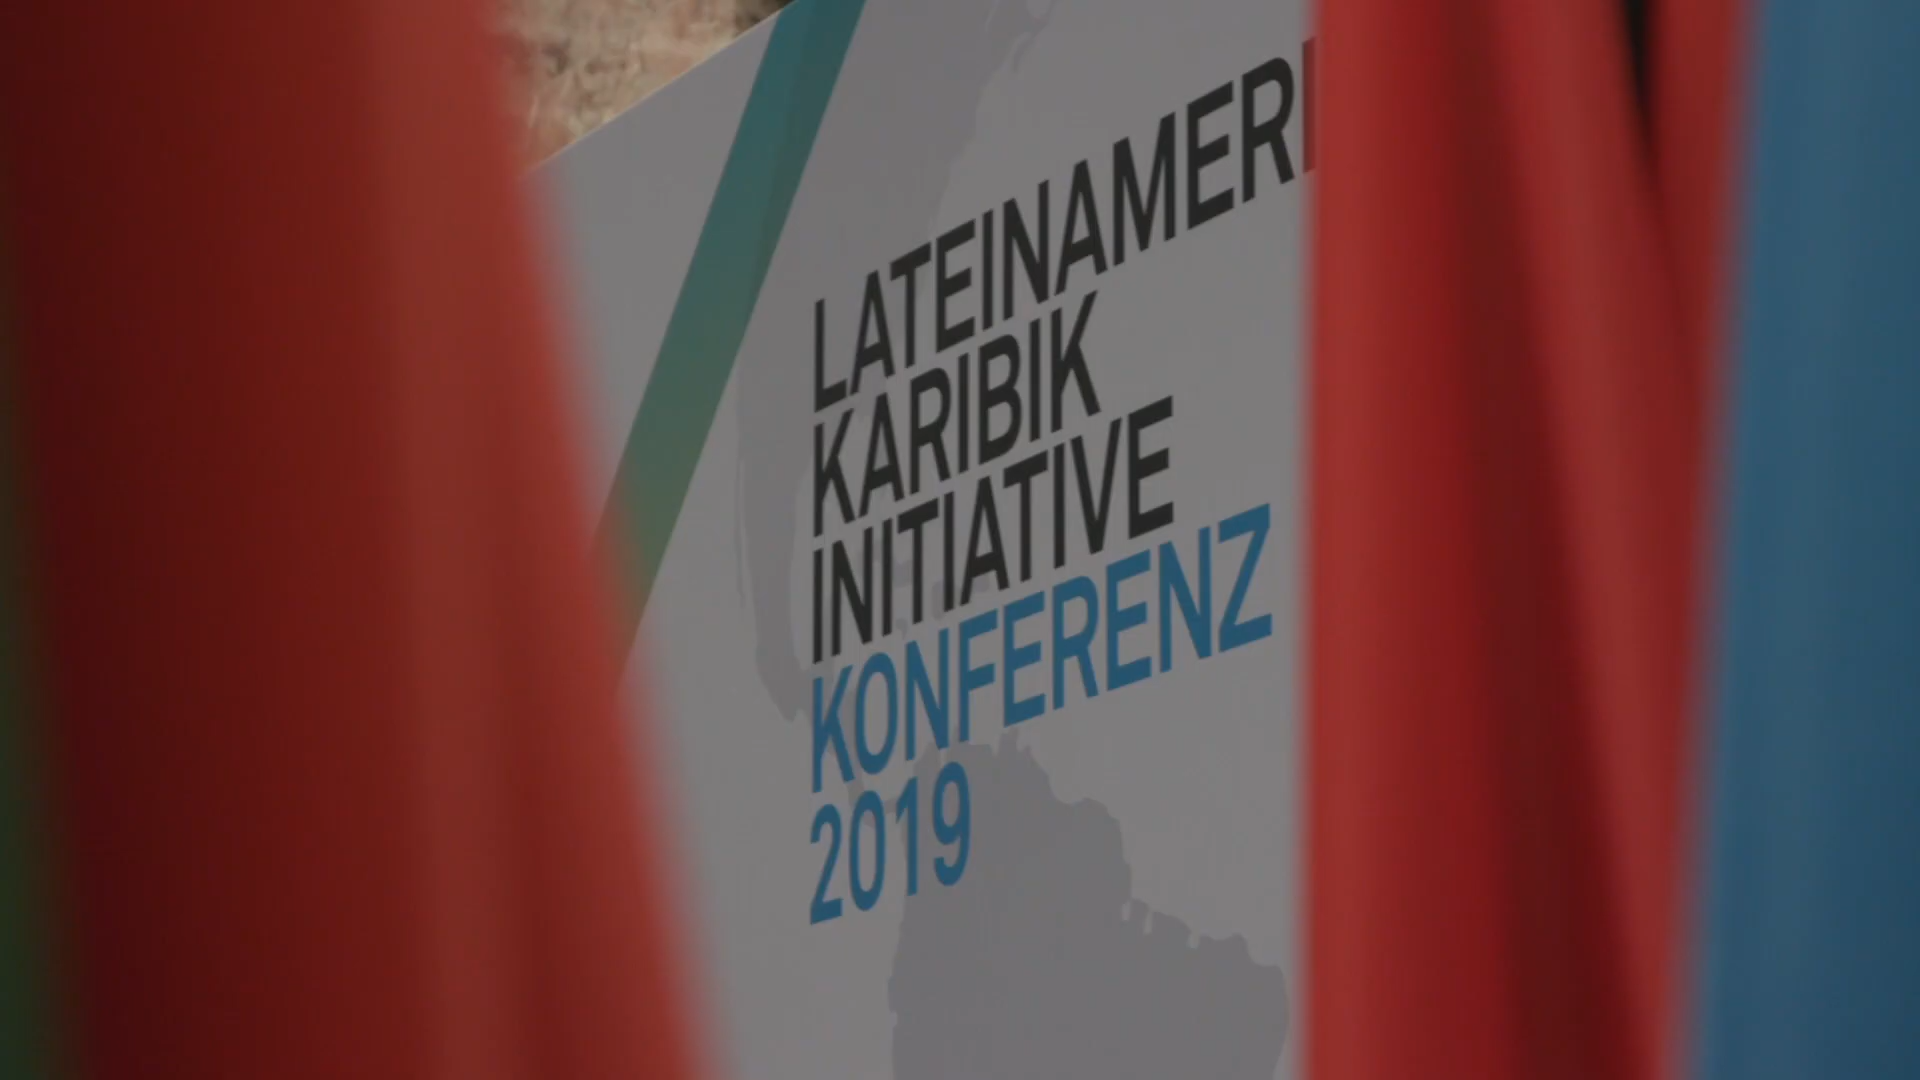 LATEINAMERI
KARIBIK
INITIATIVE
KONFERENZ
2019